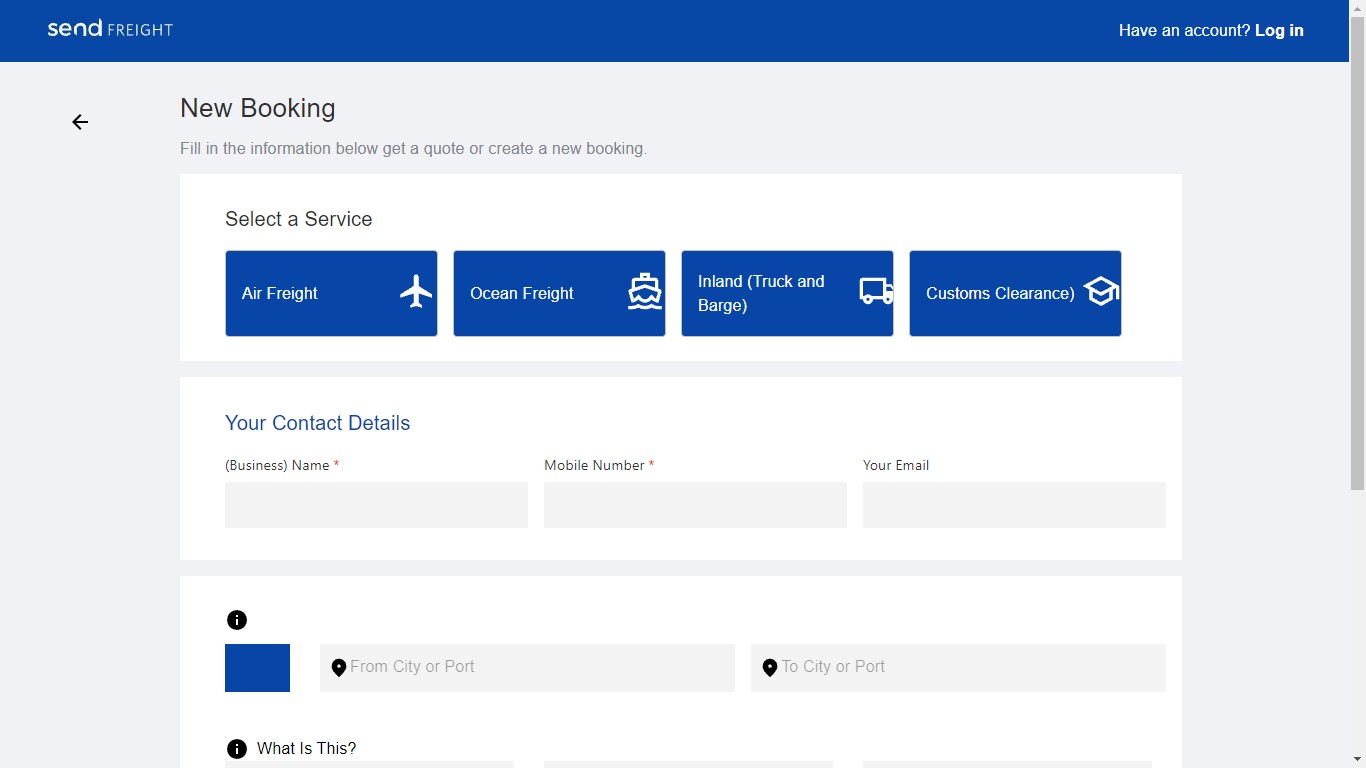 send FREIGHT
Have an account? Log in
New Booking
Fill in the information below get a quote or create a new booking.
Select a Service
Air Freight
Ocean Freight
Inland (Truck and
Barge)
Customs Clearance)
Your Contact Details
(Business) Name *
Mobile Number *
Your Email
From City or Port
To City or Port
What Is This?